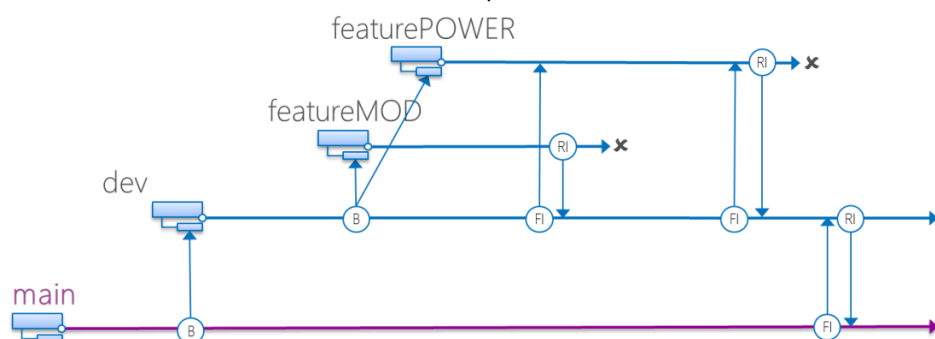 featurePOWER
RI
featureMOD
RI
dev
B
FI
FI
RI
main
B
FI